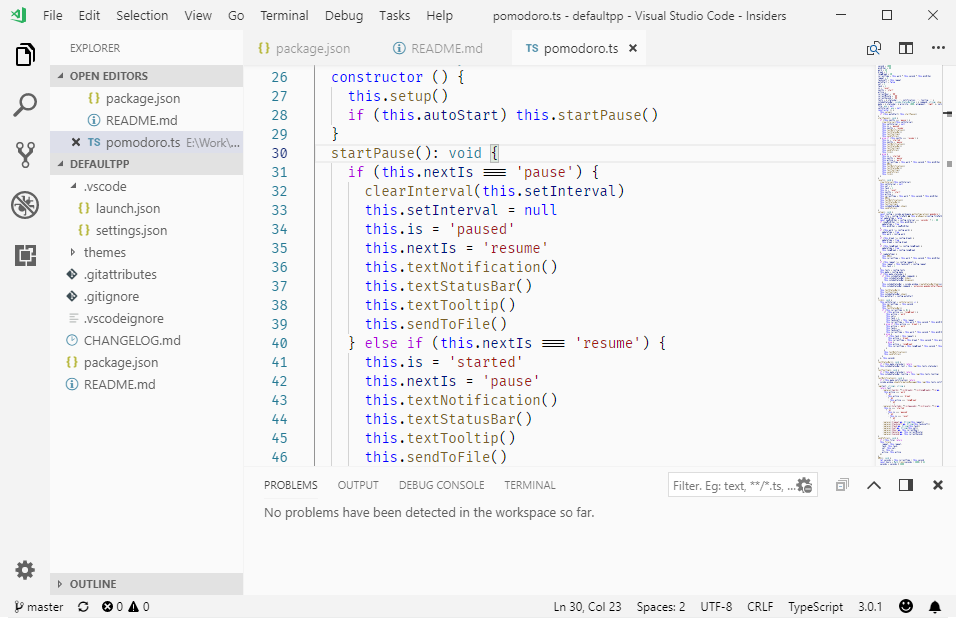 File Edit Selection View Go Terminal Debug Tasks Help pomodoro.ts - defaultpp - Visual Studio Code - Insiders
EXPLORER
OPEN EDITORS
{} package.json
README.md
TS pomodoro.ts E:\Work\...
DEFAULTPP
.vscode
{} launch.json
{} settings.json
themes
.gitattributes
.gitignore
.vscodeignore
CHANGELOG.md
{} package.json
README.md
OUTLINE
{} package.json README.md TS pomodoro.ts
26 constructor () {
27 this.setup()
28 if (this.autoStart) this.startPause()
29 }
30 startPause(): void {
31 if (this.nextIs === 'pause') {
32 clearInterval(this.setInterval)
33 this.setInterval = null
34 this.is = 'paused'
35 this.nextIs = 'resume'
36 this.textNotification()
37 this.textStatusBar()
38 this.textTooltip()
39 this.sendToFile()
40 } else if (this.nextIs === 'resume') {
41 this.is = 'started'
42 this.nextIs = 'pause'
43 this.textNotification()
44 this.textStatusBar()
45 this.textTooltip()
46 this.sendToFile()
PROBLEMS OUTPUT DEBUG CONSOLE TERMINAL Filter. Eg: text, **/*.ts, ...
No problems have been detected in the workspace so far.
master 0 0 Ln 30, Col 23 Spaces: 2 UTF-8 CRLF TypeScript 3.0.1